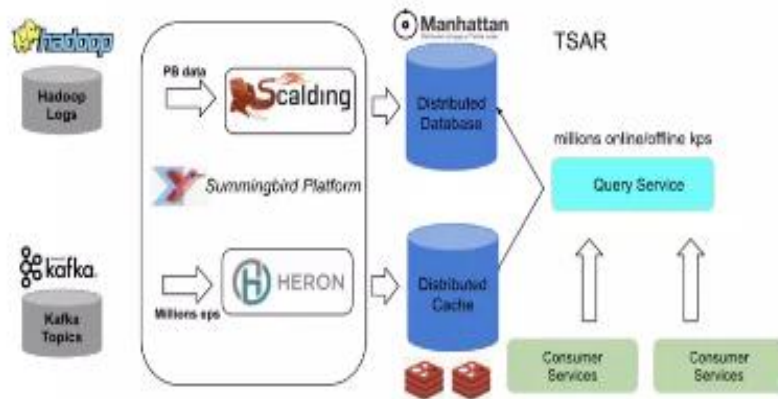 hadoop
Hadoop
Logs
PB data
Scalding
Manhattan
Distributed
Database
TSAR
millions online/offline kps
Query Service
Summingbird Platform
kafka
Kafka
Topics
Millions eps
HERON
Distributed
Cache
Consumer
Services
Consumer
Services